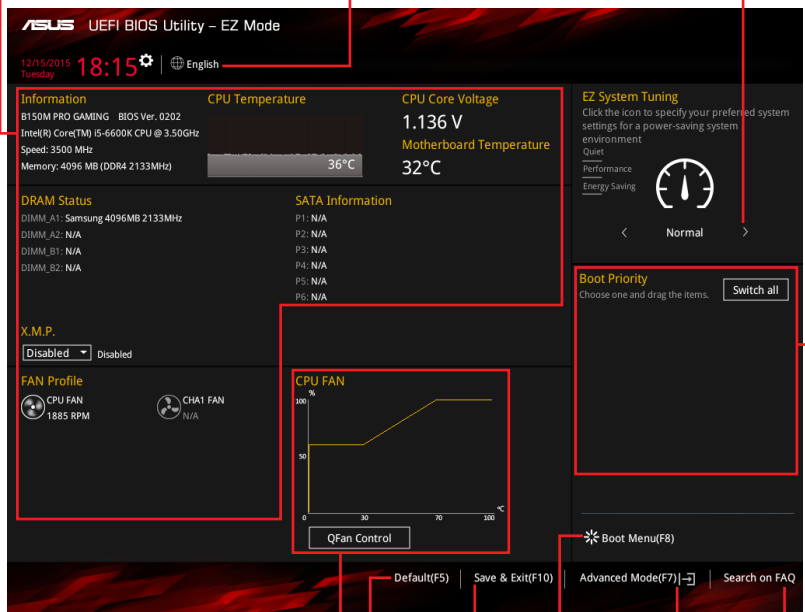 ASUS UEFI BIOS Utility – EZ Mode
12/15/2015
Tuesday
18:15
English
Information
B150M PRO GAMING BIOS Ver. 0202
Intel(R) Core(TM) i5-6600K CPU @ 3.50GHz
Speed: 3500 MHz
Memory: 4096 MB (DDR4 2133MHz)
CPU Temperature
36°C
CPU Core Voltage
1.136 V
Motherboard Temperature
32°C
EZ System Tuning
Click the icon to specify your preferred system
settings for a power-saving system
environment
Quiet
Performance
Energy Saving
Normal
DRAM Status
DIMM_A1: Samsung 4096MB 2133MHz
DIMM_A2: N/A
DIMM_B1: N/A
DIMM_B2: N/A
SATA Information
P1: N/A
P2: N/A
P3: N/A
P4: N/A
P5: N/A
P6: N/A
X.M.P.
Disabled Disabled
Boot Priority
Choose one and drag the items.
Switch all
FAN Profile
CPU FAN
1885 RPM
CHA1 FAN
N/A
CPU FAN
%
100
50
0 30 70 100 °C
QFan Control
Boot Menu(F8)
Default(F5) Save & Exit(F10) Advanced Mode(F7) Search on FAQ